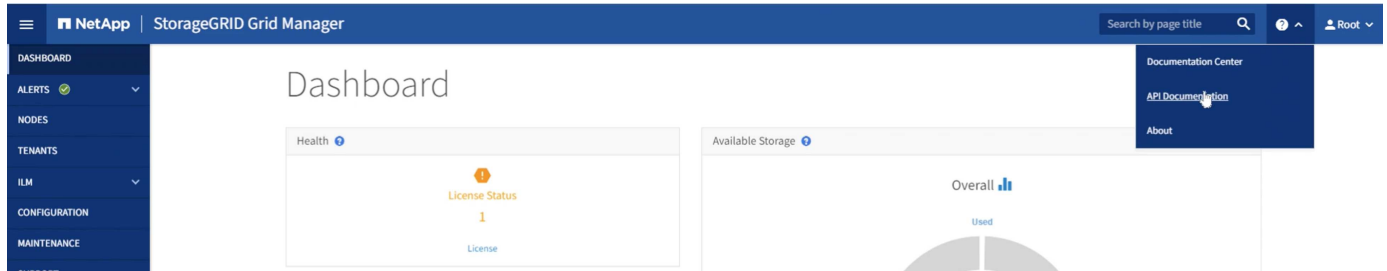 NetApp StorageGRID Grid Manager Search by page title Root
DASHBOARD
ALERTS
NODES
TENANTS
ILM
CONFIGURATION
MAINTENANCE
Dashboard
Health
License Status
1
License
Available Storage
Overall
Used
Documentation Center
API Documentation
About